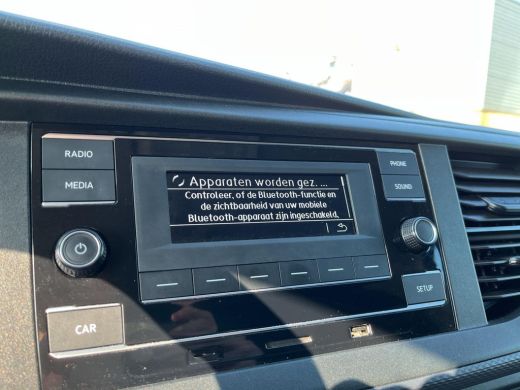 RADIO
MEDIA
CAR
Apparaten worden gez. ...
Controleer, of de Bluetooth-functie en
de zichtbaarheid van uw mobiele
Bluetooth-apparaat zijn ingeschakeld.
PHONE
SOUND
SETUP